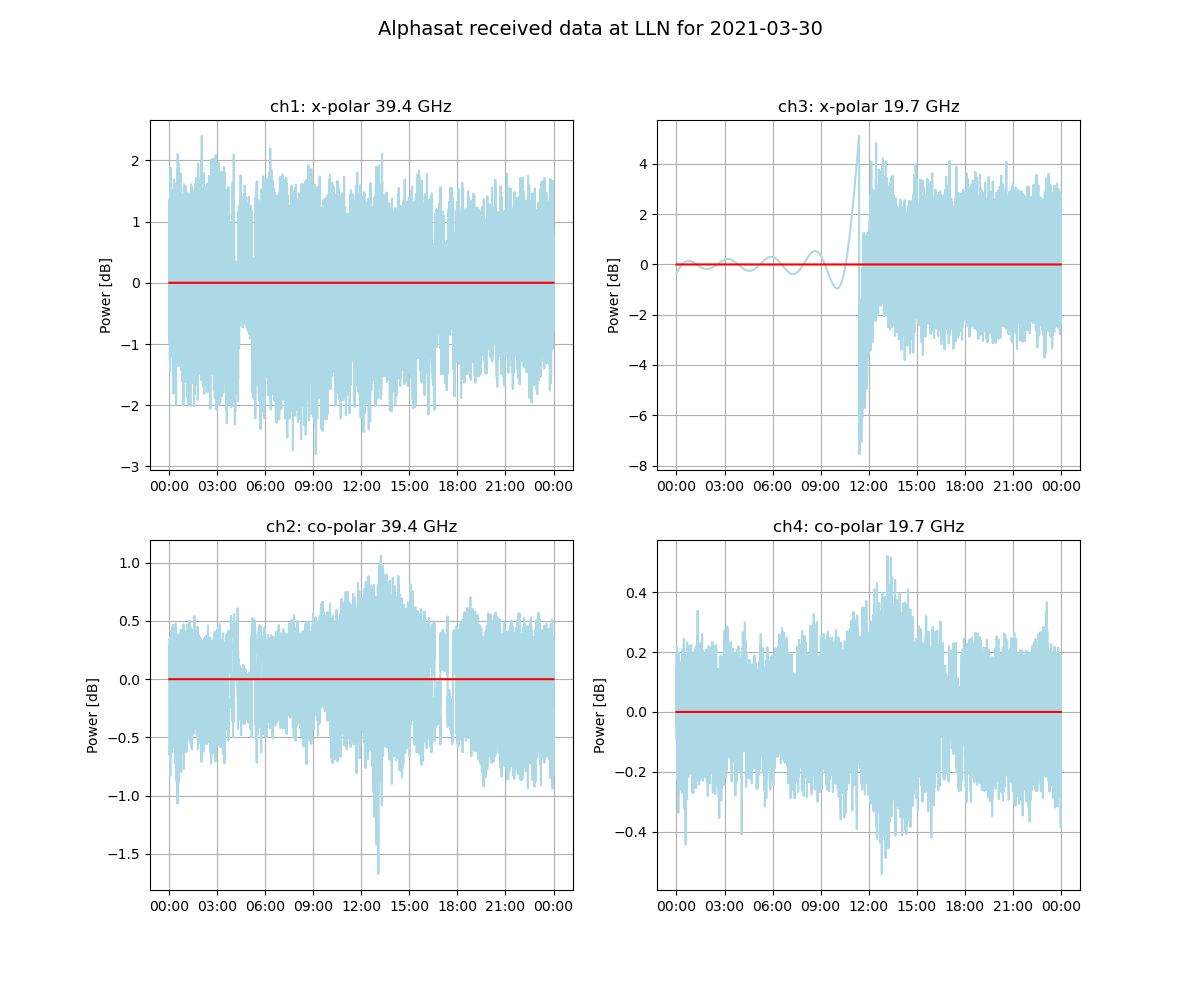 Alphasat received data at LLN for 2021-03-30
ch1: x-polar 39.4 GHz
Power [dB]
2
1
0
−1
−2
−3
00:00 03:00 06:00 09:00 12:00 15:00 18:00 21:00 00:00
ch3: x-polar 19.7 GHz
Power [dB]
4
2
0
−2
−4
−6
−8
00:00 03:00 06:00 09:00 12:00 15:00 18:00 21:00 00:00
ch2: co-polar 39.4 GHz
Power [dB]
1.0
0.5
0.0
−0.5
−1.0
−1.5
00:00 03:00 06:00 09:00 12:00 15:00 18:00 21:00 00:00
ch4: co-polar 19.7 GHz
Power [dB]
0.4
0.2
0.0
−0.2
−0.4
00:00 03:00 06:00 09:00 12:00 15:00 18:00 21:00 00:00